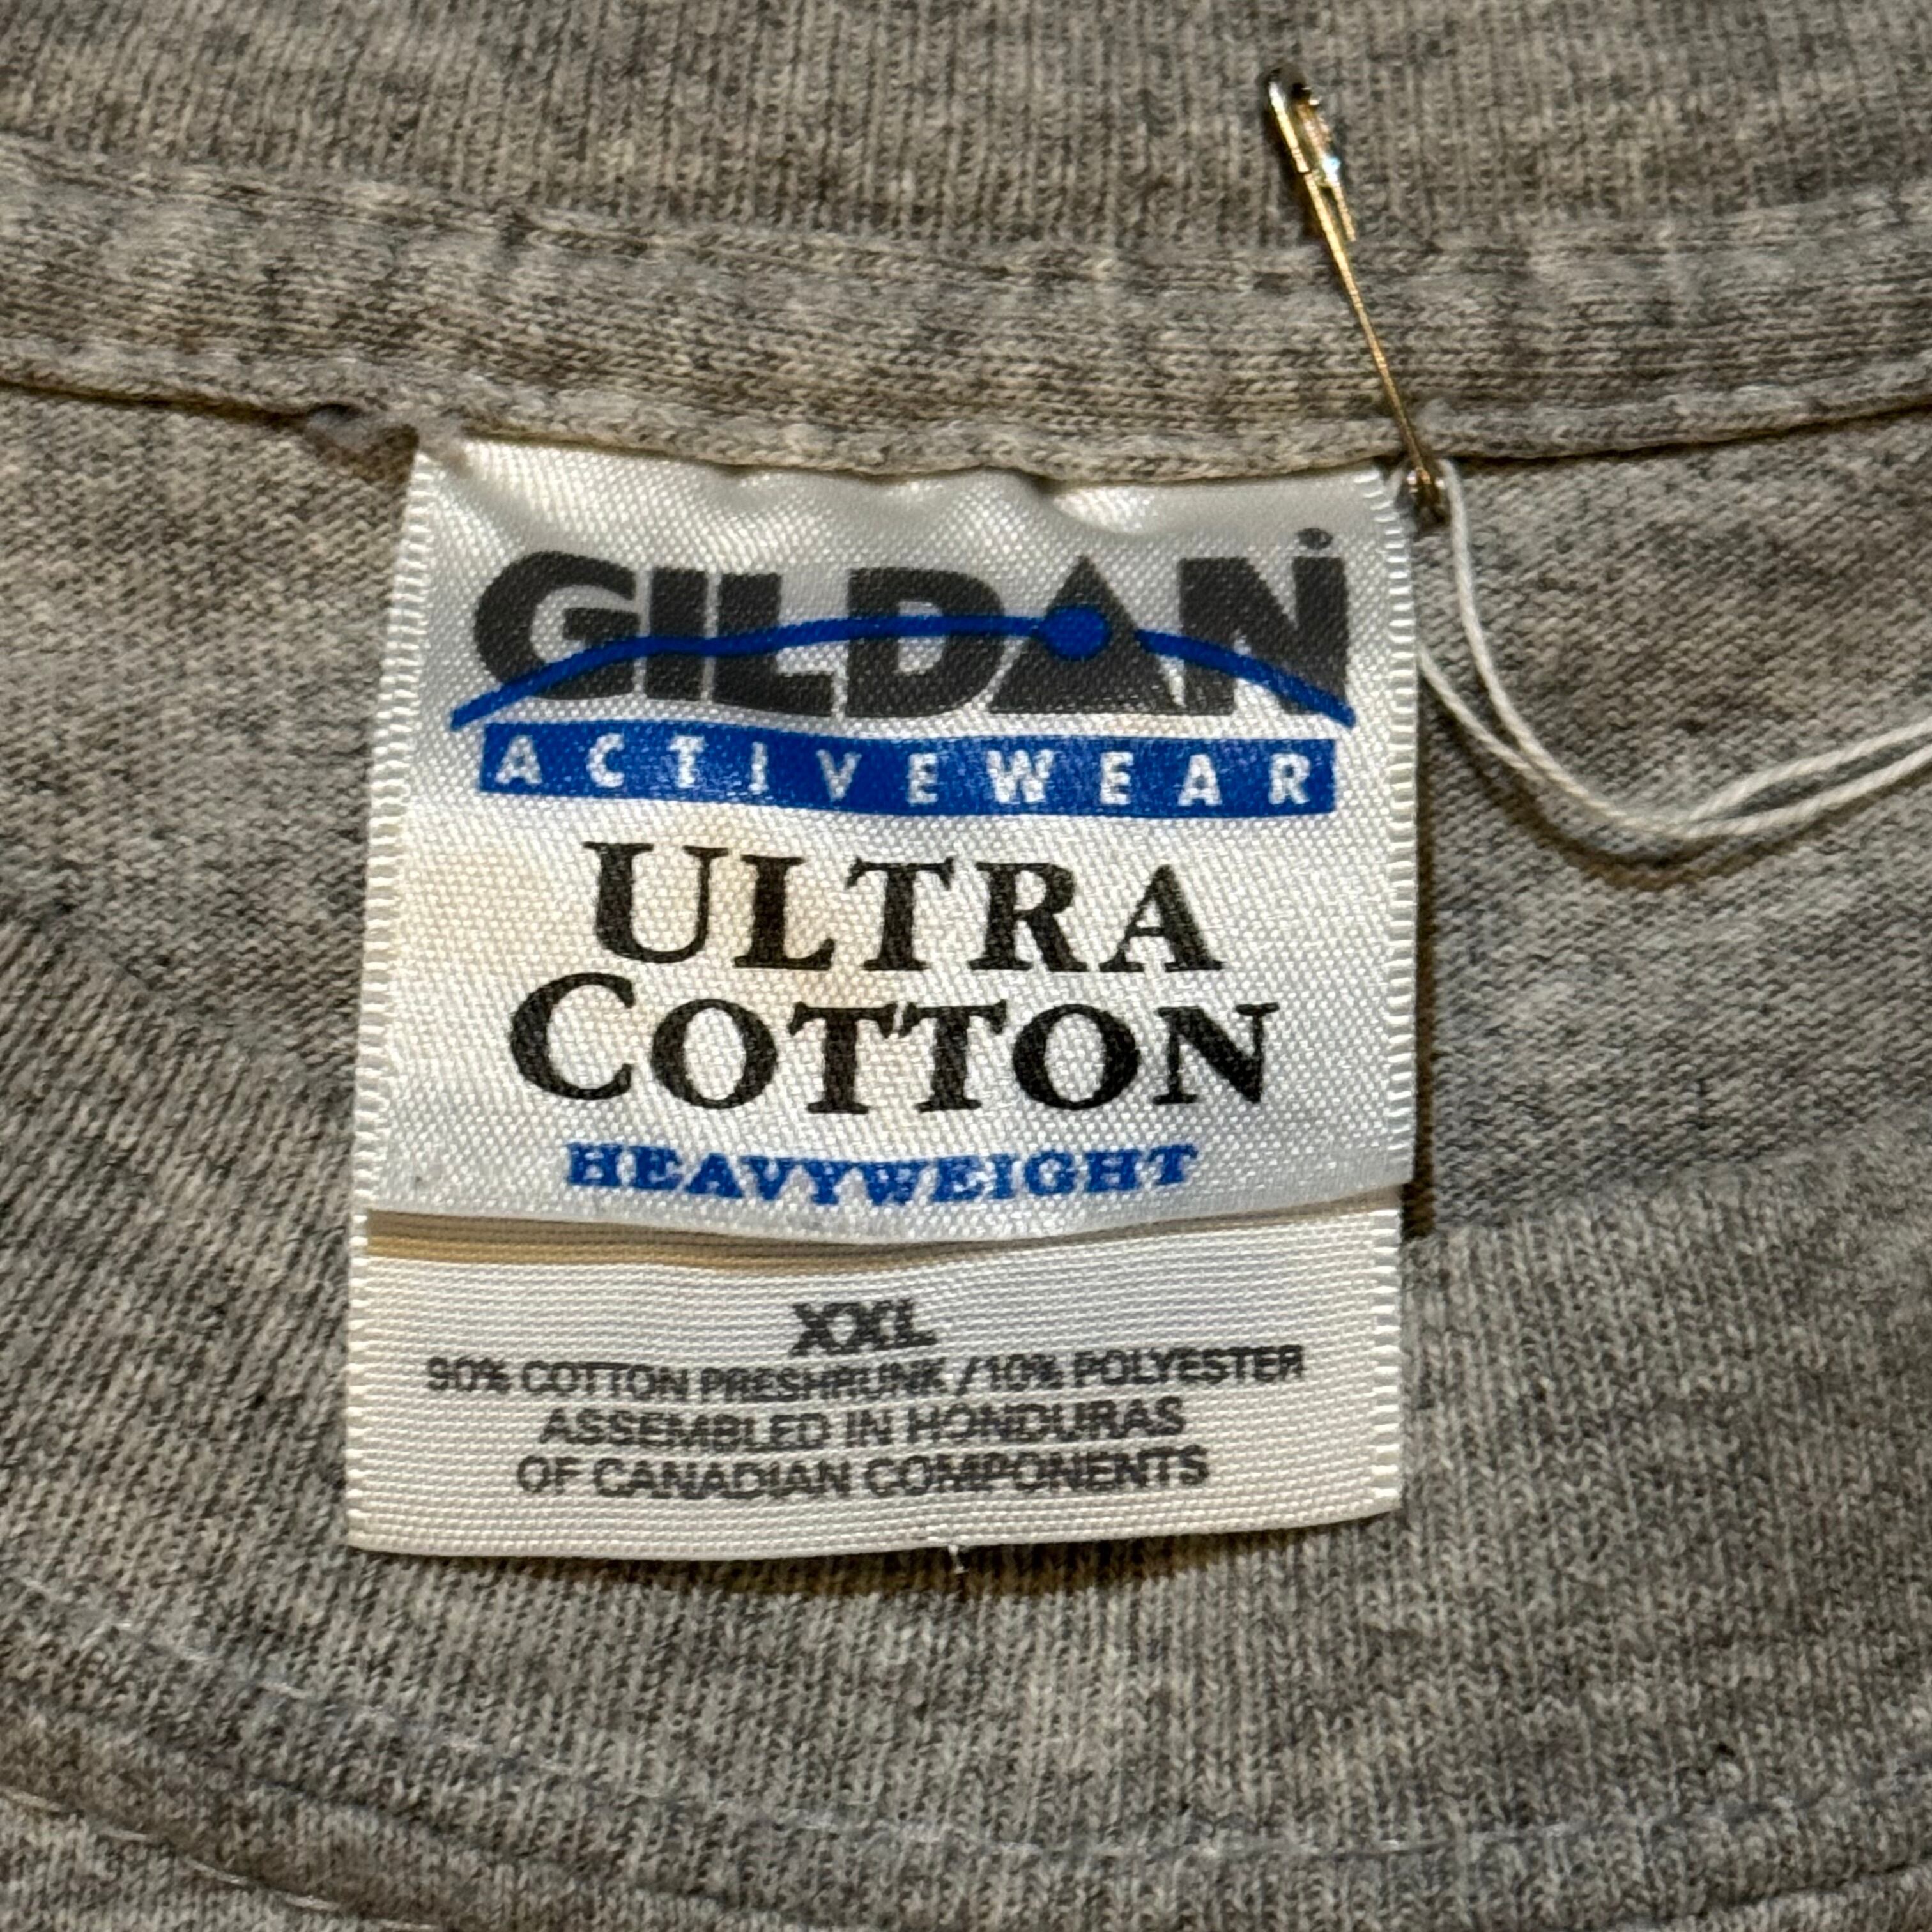 GILDAN
ACTIVEWEAR
ULTRA
COTTON
HEAVYWEIGHT
XXL
90% COTTON PRESHRUNK / 10% POLYESTER
ASSEMBLED IN HONDURAS
OF CANADIAN COMPONENTS